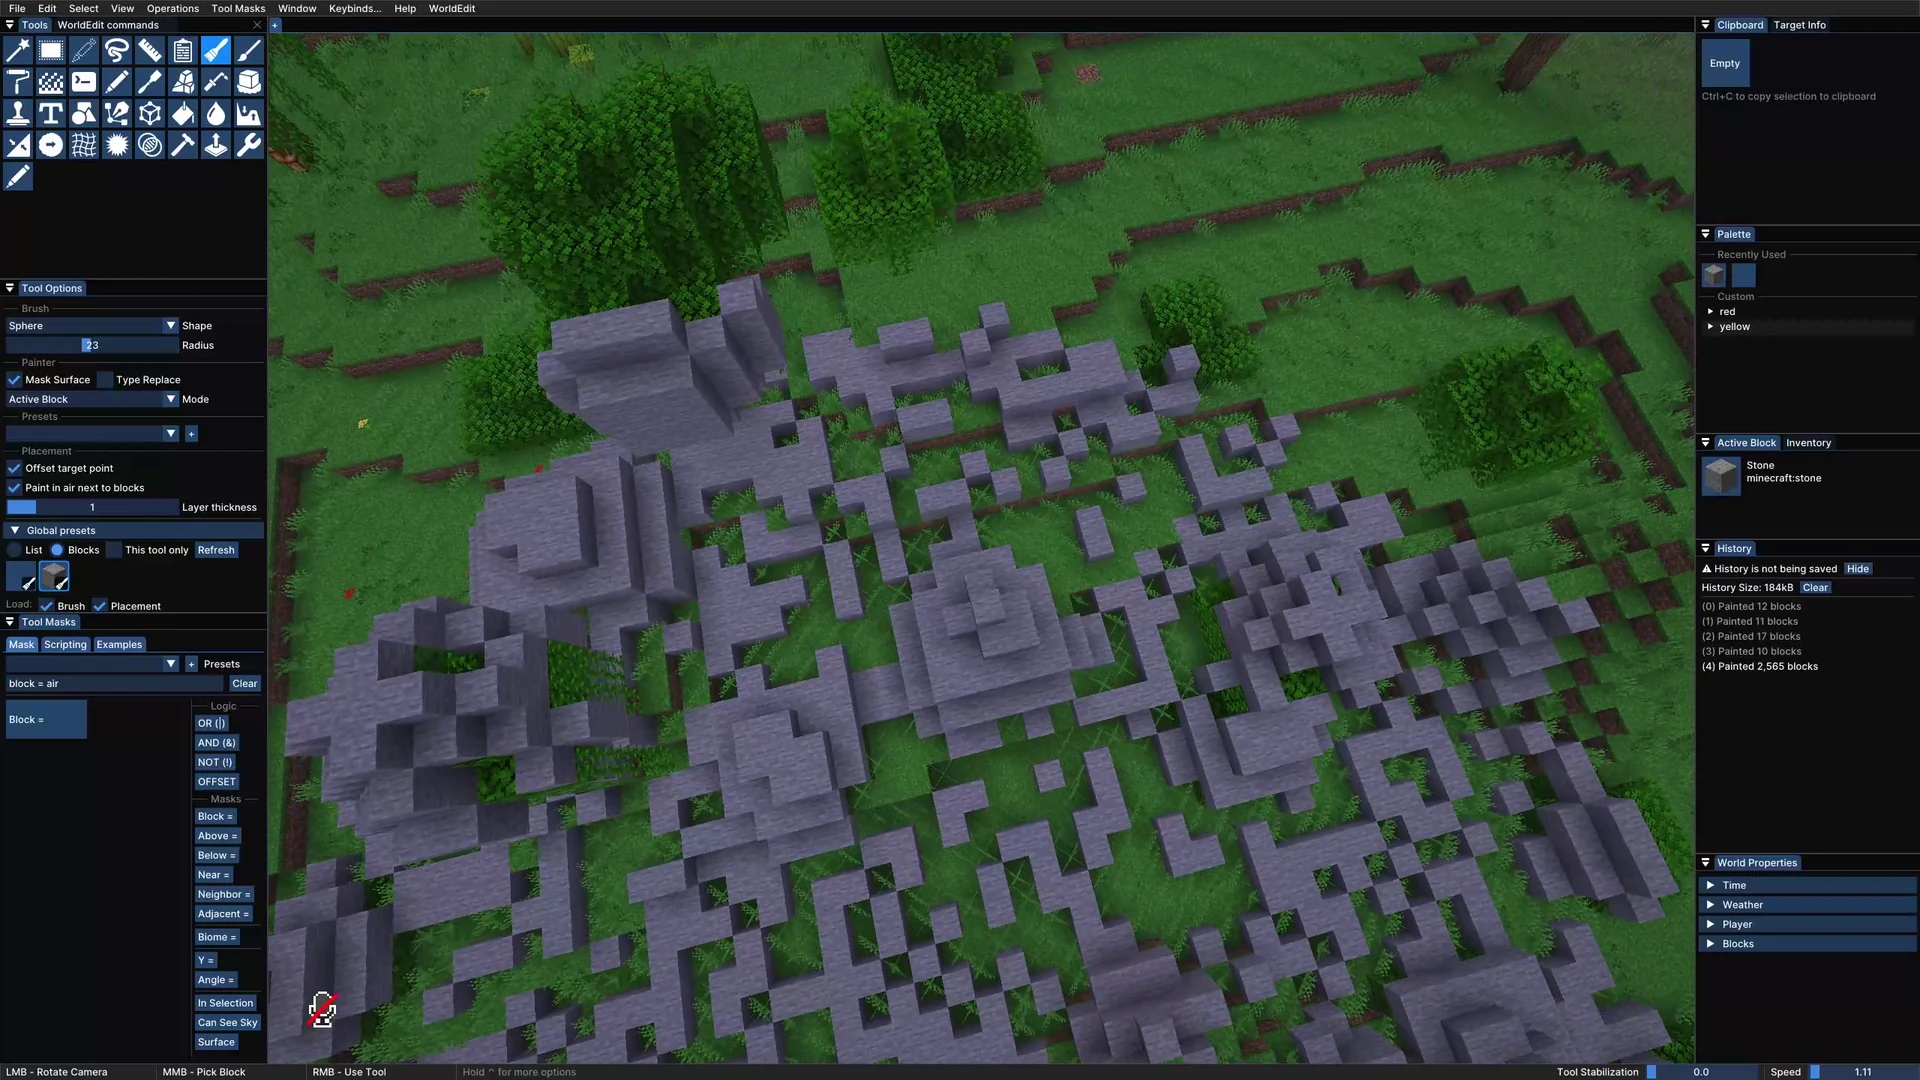 File Edit Select View Operations Tool Masks Window Keybinds... Help WorldEdit
Tools WorldEdit commands
Tool Options
Brush
Sphere Shape
23 Radius
Painter
Mask Surface Type Replace
Active Block Mode
Presets
+
Placement
Offset target point
Paint in air next to blocks
1 Layer thickness
Global presets
List Blocks This tool only Refresh
Load: Brush Placement
Tool Masks
Mask Scripting Examples
+ Presets
block = air Clear
Block =
Logic
OR (|)
AND (&)
NOT (!)
OFFSET
Masks
Block =
Above =
Below =
Near =
Neighbor =
Adjacent =
Biome =
Y =
Angle =
In Selection
Can See Sky
Surface
+
Clipboard Target Info
Empty
Ctrl+C to copy selection to clipboard
Palette
Recently Used
Custom
red
yellow
Active Block Inventory
Stone
minecraft:stone
History
History is not being saved Hide
History Size: 184kB Clear
(0) Painted 12 blocks
(1) Painted 11 blocks
(2) Painted 17 blocks
(3) Painted 10 blocks
(4) Painted 2,565 blocks
World Properties
Time
Weather
Player
Blocks
LMB - Rotate Camera MMB - Pick Block RMB - Use Tool Hold ^ for more options Tool Stabilization 0.0 Speed 1.11